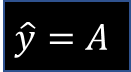 ŷ = A